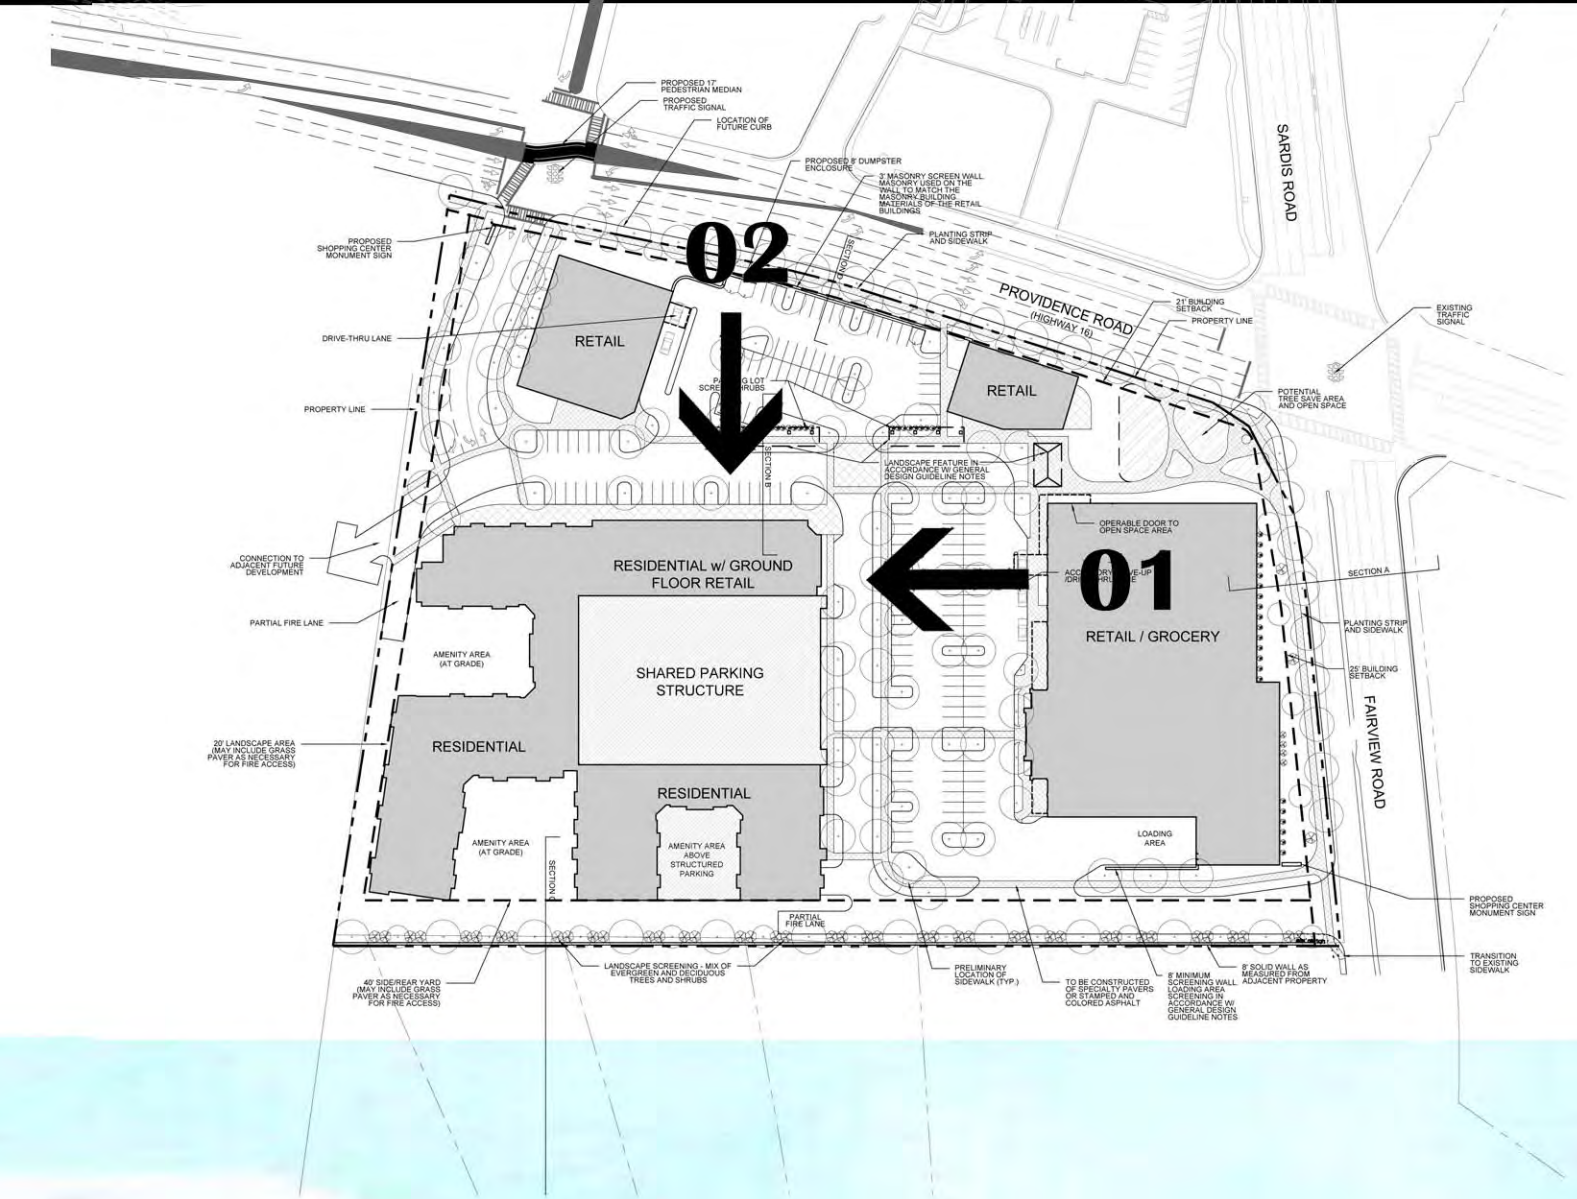 PROPOSED 17'
PEDESTRIAN MEDIAN
PROPOSED
TRAFFIC SIGNAL
LOCATION OF
FUTURE CURB
PROPOSED 8' DUMPSTER
ENCLOSURE
3' MASONRY SCREEN WALL.
MASONRY USED ON THE
WALL TO MATCH THE
MASONRY BUILDING
MATERIALS OF THE RETAIL
BUILDINGS
SARDIS ROAD
PROPOSED
SHOPPING CENTER
MONUMENT SIGN
02
SECTION D
PLANTING STRIP
AND SIDEWALK
PROVIDENCE ROAD
(HIGHWAY 16)
21' BUILDING
SETBACK
PROPERTY LINE
EXISTING
TRAFFIC
SIGNAL
DRIVE-THRU LANE
RETAIL
RETAIL
POTENTIAL
TREE SAVE AREA
AND OPEN SPACE
PROPERTY LINE
LOT
SECTION B
LANDSCAPE FEATURE IN
ACCORDANCE W/ GENERAL
DESIGN GUIDELINE NOTES
OPERABLE DOOR TO
OPEN SPACE AREA
CONNECTION TO
ADJACENT FUTURE
DEVELOPMENT
RESIDENTIAL w/ GROUND
FLOOR RETAIL
01
SECTION A
PARTIAL FIRE LANE
RETAIL / GROCERY
PLANTING STRIP
AND SIDEWALK
AMENITY AREA
(AT GRADE)
SHARED PARKING
STRUCTURE
25' BUILDING
SETBACK
FAIRVIEW ROAD
20' LANDSCAPE AREA
(MAY INCLUDE GRASS
PAVER AS NECESSARY
FOR FIRE ACCESS)
RESIDENTIAL
RESIDENTIAL
AMENITY AREA
(AT GRADE)
AMENITY AREA
ABOVE
STRUCTURED
PARKING
LOADING
AREA
SECTION C
PARTIAL
FIRE LANE
PROPOSED
SHOPPING CENTER
MONUMENT SIGN
TRANSITION
TO EXISTING
SIDEWALK
40' SIDE/REAR YARD
(MAY INCLUDE GRASS
PAVER AS NECESSARY
FOR FIRE ACCESS)
LANDSCAPE SCREENING - MIX OF
EVERGREEN AND DECIDUOUS
TREES AND SHRUBS
PRELIMINARY
LOCATION OF
SIDEWALK (TYP.)
TO BE CONSTRUCTED
OF SPECIALTY PAVERS
OR STAMPED AND
COLORED ASPHALT
8' MINIMUM
SCREENING WALL.
LOADING AREA
SCREENING IN
ACCORDANCE W/
GENERAL DESIGN
GUIDELINE NOTES
8' SOLID WALL AS
MEASURED FROM
ADJACENT PROPERTY